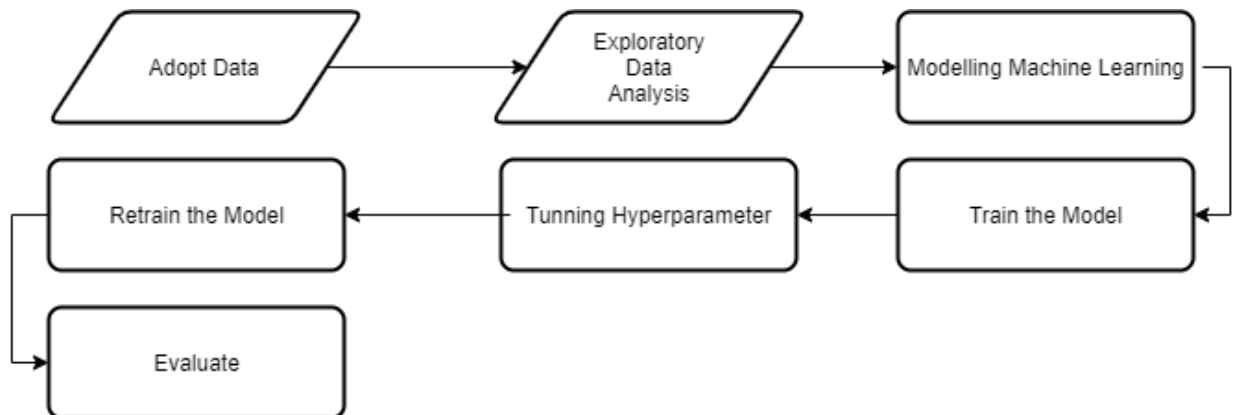 Adopt Data
Exploratory
Data
Analysis
Modelling Machine Learning
Train the Model
Tunning Hyperparameter
Retrain the Model
Evaluate